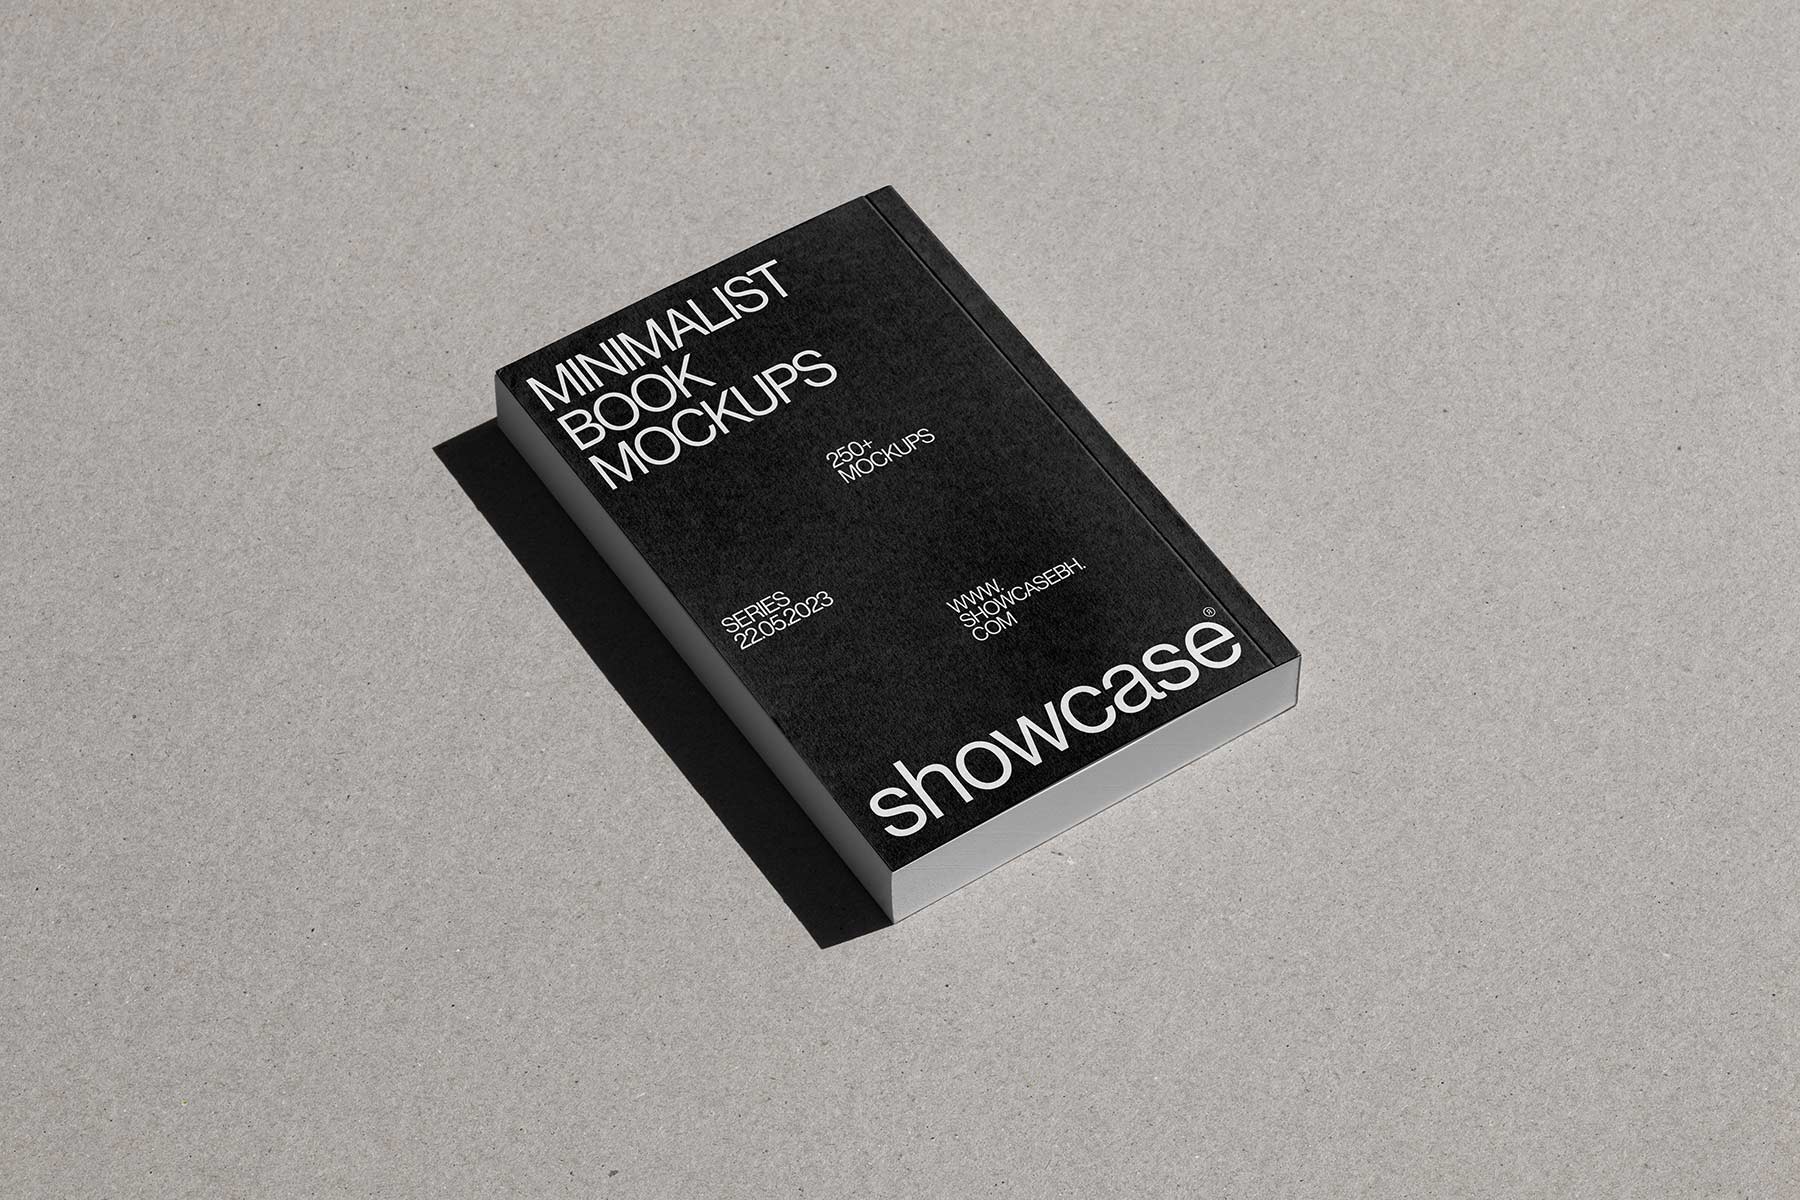 MINIMALIST
BOOK
MOCKUPS
250+
MOCKUPS
SERIES
22.05.2023
WWW.
SHOWCASEBH.
COM
showcase®